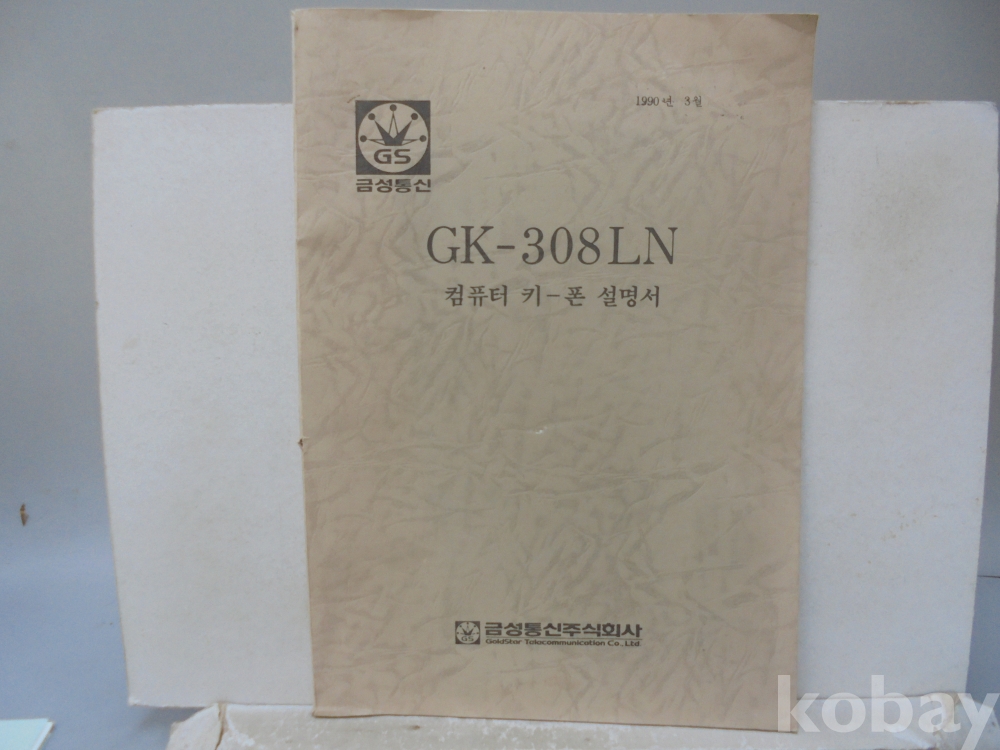 1990년 3월
GS
금성통신
GK-308LN
컴퓨터 키-폰 설명서
GS
금성통신주식회사
GoldStar Telecommunication Co., Ltd.
kobay